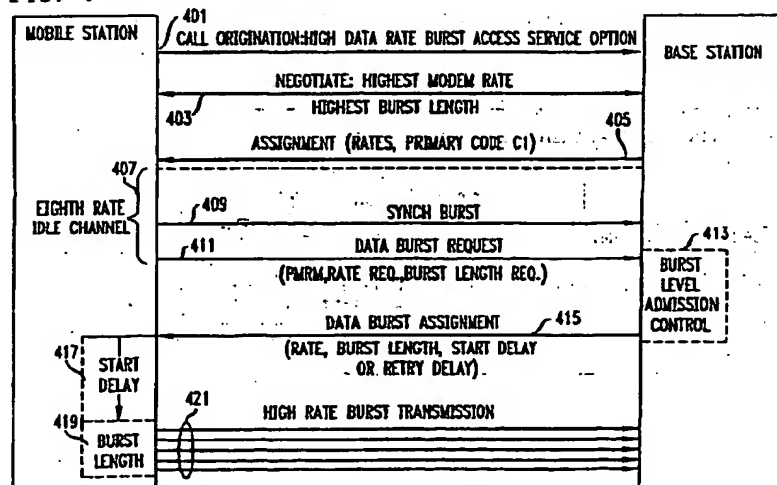 401
MOBILE STATION
CALL ORIGINATION:HIGH DATA RATE BURST ACCESS SERVICE OPTION
BASE STATION
NEGOTIATE: HIGHEST MODEM RATE
403
HIGHEST BURST LENGTH
405
ASSIGNMENT (RATES, PRIMARY CODE C1)
407
EIGHTH RATE
IDLE CHANNEL
409
SYNCH BURST
411
DATA BURST REQUEST
(PMRM,RATE REQ.,BURST LENGTH REQ.)
413
BURST
LEVEL
ADMISSION
CONTROL
DATA BURST ASSIGNMENT
415
(RATE, BURST LENGTH, START DELAY
OR RETRY DELAY)
417
START
DELAY
421
HIGH RATE BURST TRANSMISSION
419
BURST
LENGTH